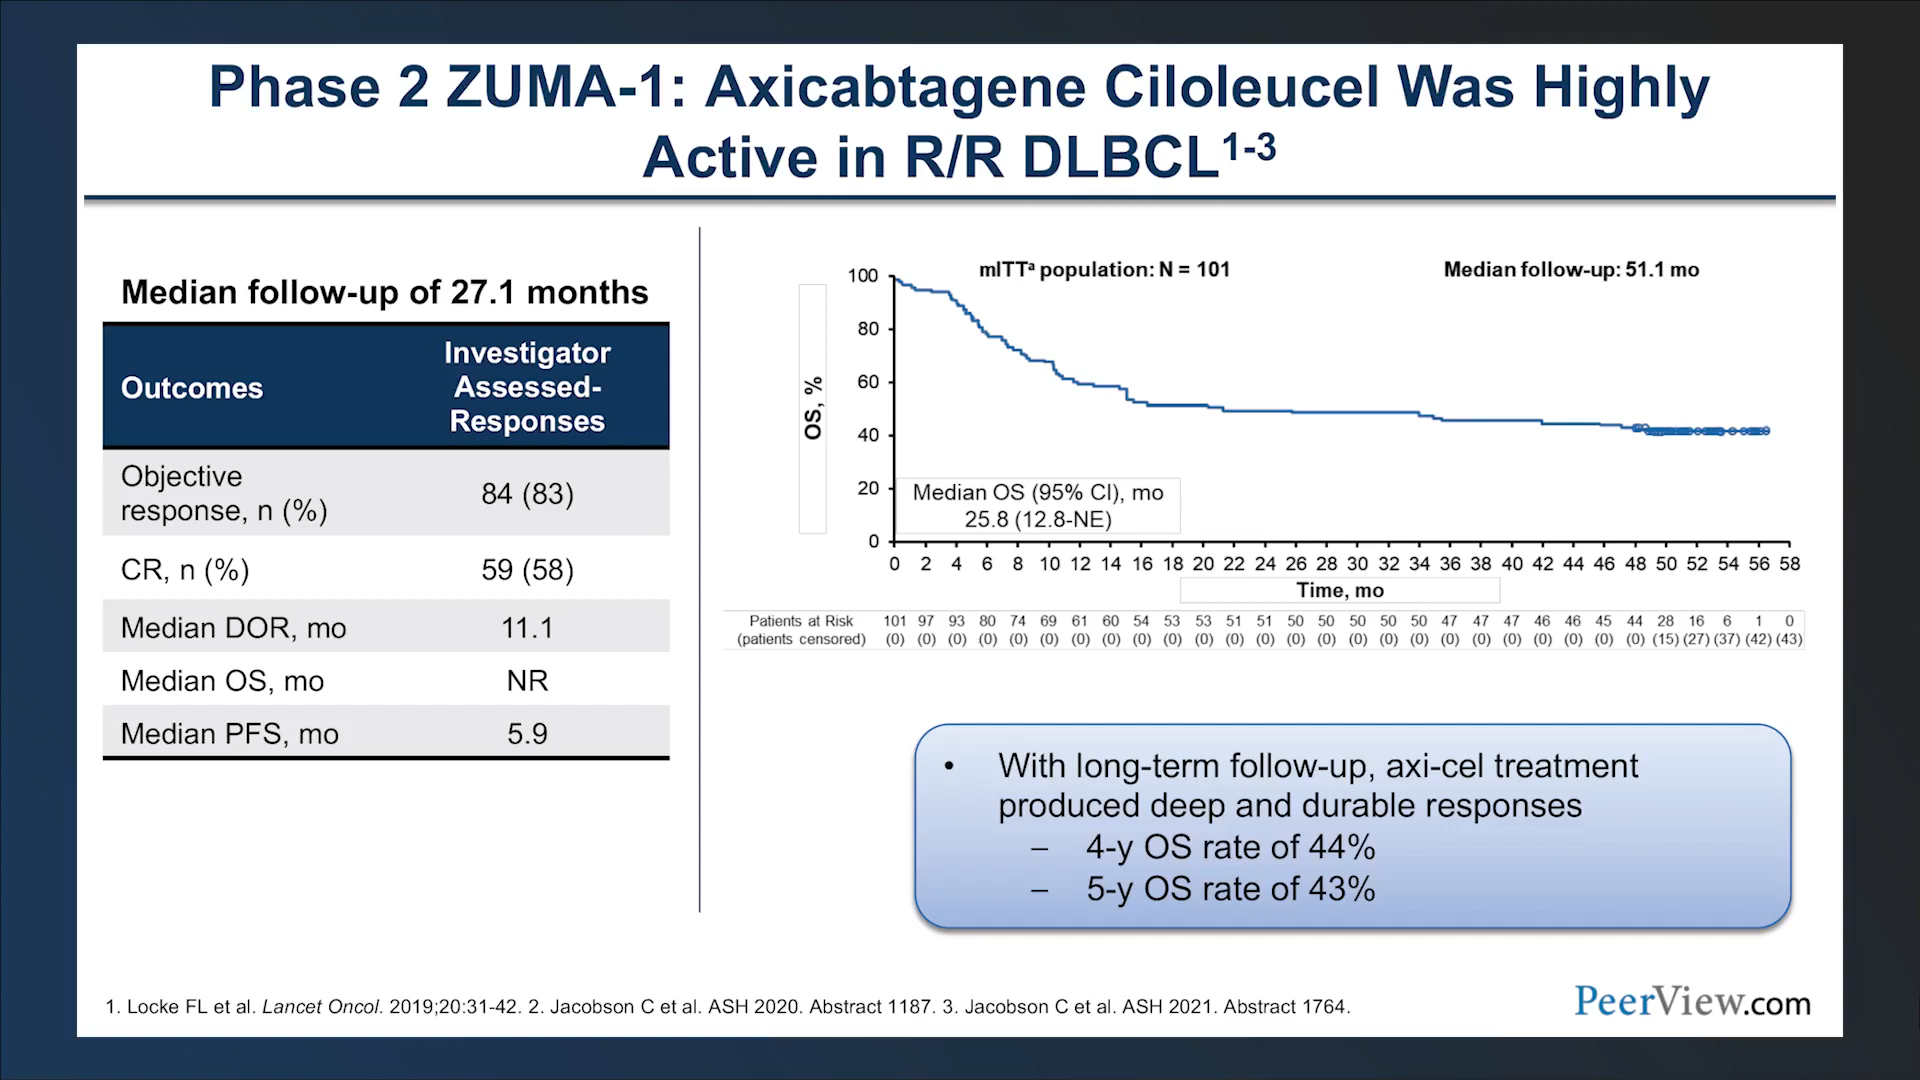 Phase 2 ZUMA-1: Axicabtagene Ciloleucel Was Highly
Active in R/R DLBCL1-3
Median follow-up of 27.1 months
Outcomes
Investigator
Assessed-
Responses
Objective
response, n (%)
84 (83)
CR, n (%)
59 (58)
Median DOR, mo
11.1
Median OS, mo
NR
Median PFS, mo
5.9
mITTa population: N = 101
Median follow-up: 51.1 mo
OS, %
100
80
60
40
20
0
Median OS (95% CI), mo
25.8 (12.8-NE)
0 2 4 6 8 10 12 14 16 18 20 22 24 26 28 30 32 34 36 38 40 42 44 46 48 50 52 54 56 58
Time, mo
Patients at Risk 101 97 93 80 74 69 61 60 54 53 53 51 51 50 50 50 50 50 47 47 47 46 46 45 44 28 16 6 1 0
(patients censored) (0) (0) (0) (0) (0) (0) (0) (0) (0) (0) (0) (0) (0) (0) (0) (0) (0) (0) (0) (0) (0) (0) (0) (0) (0) (15) (27) (37) (42) (43)
• With long-term follow-up, axi-cel treatment
produced deep and durable responses
– 4-y OS rate of 44%
– 5-y OS rate of 43%
1. Locke FL et al. Lancet Oncol. 2019;20:31-42. 2. Jacobson C et al. ASH 2020. Abstract 1187. 3. Jacobson C et al. ASH 2021. Abstract 1764.
PeerView.com